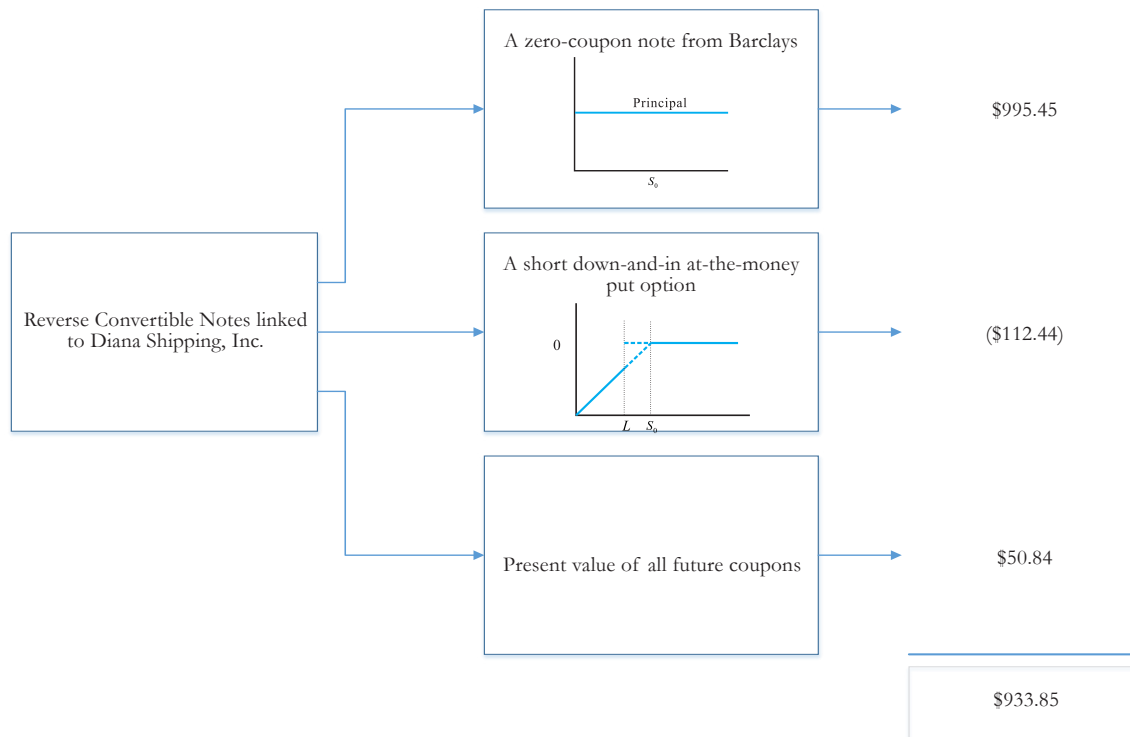 A zero-coupon note from Barclays
Principal
S₀
$995.45
Reverse Convertible Notes linked
to Diana Shipping, Inc.
A short down-and-in at-the-money
put option
0
L S₀
($112.44)
Present value of all future coupons
$50.84
$933.85